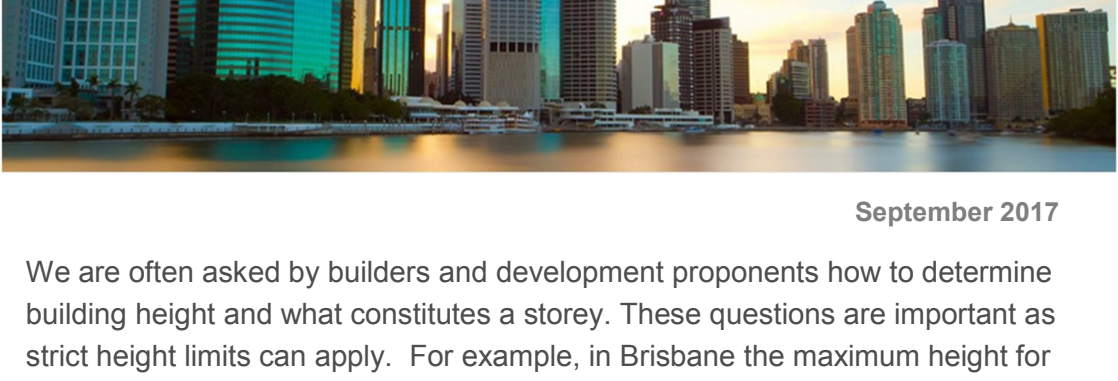 September 2017
We are often asked by builders and development proponents how to determine
building height and what constitutes a storey. These questions are important as
strict height limits can apply.  For example, in Brisbane the maximum height for